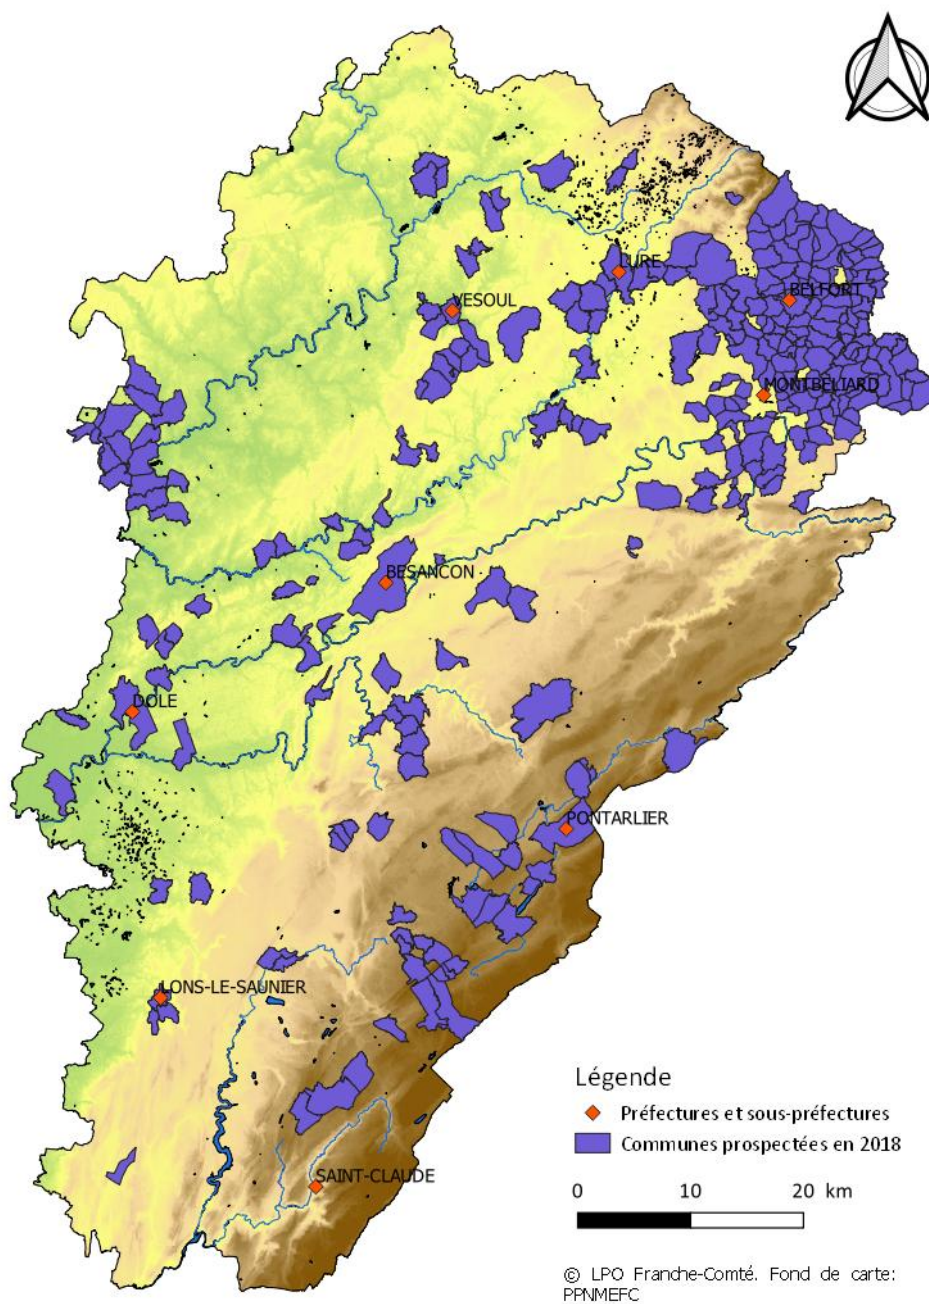 LURE
VESOUL
BELFORT
MONTBELIARD
BESANCON
DOLE
PONTARLIER
LONS-LE-SAUNIER
SAINT-CLAUDE
Légende
Préfectures et sous-préfectures
Communes prospectées en 2018
0 10 20 km
© LPO Franche-Comté. Fond de carte:
PPNMEFC